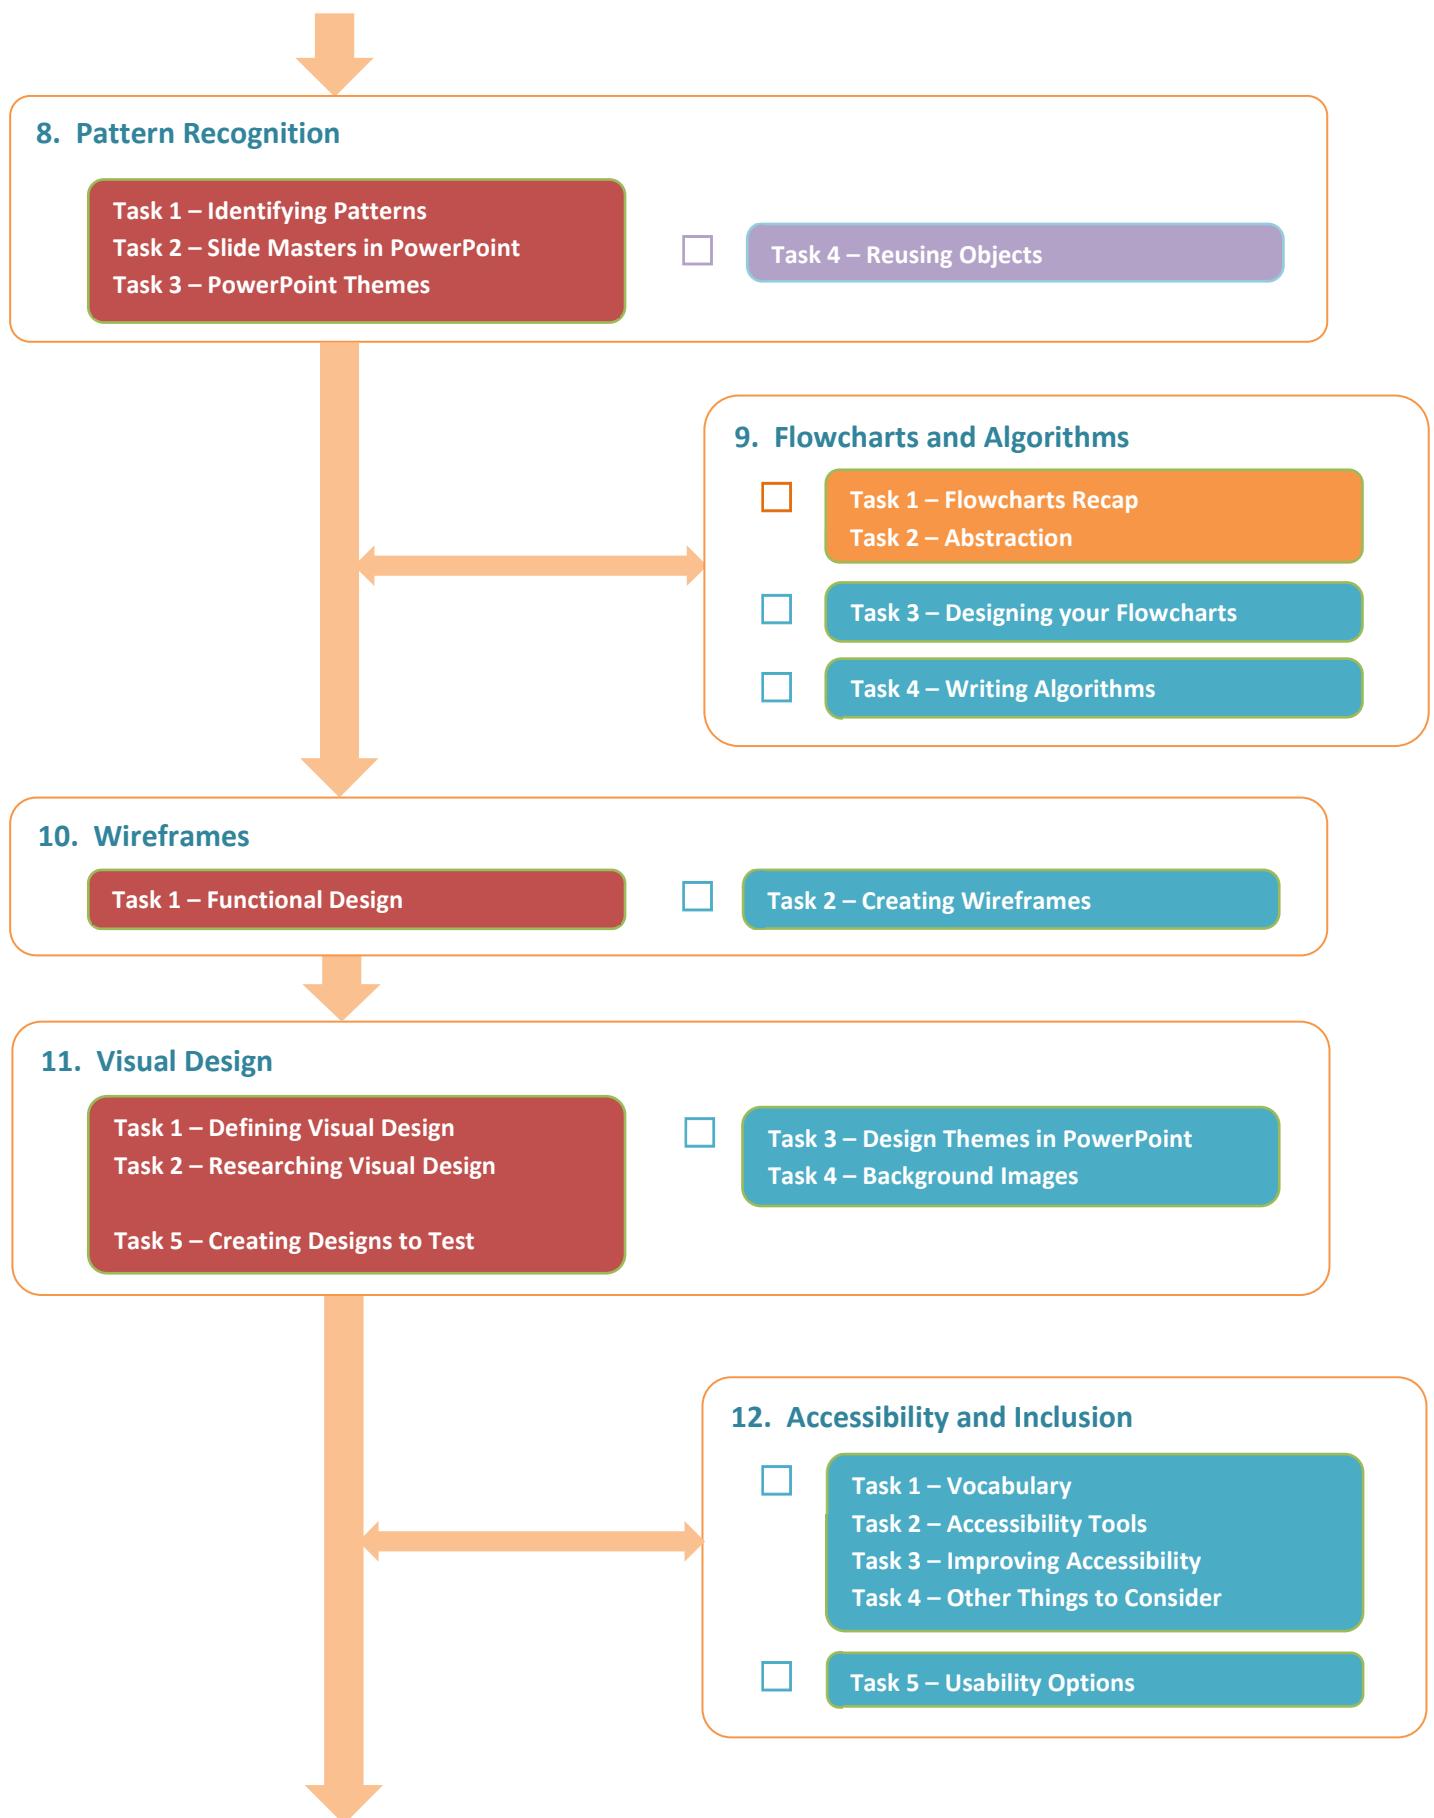 8. Pattern Recognition
Task 1 – Identifying Patterns
Task 2 – Slide Masters in PowerPoint
Task 3 – PowerPoint Themes
Task 4 – Reusing Objects
9. Flowcharts and Algorithms
Task 1 – Flowcharts Recap
Task 2 – Abstraction
Task 3 – Designing your Flowcharts
Task 4 – Writing Algorithms
10. Wireframes
Task 1 – Functional Design
Task 2 – Creating Wireframes
11. Visual Design
Task 1 – Defining Visual Design
Task 2 – Researching Visual Design
Task 5 – Creating Designs to Test
Task 3 – Design Themes in PowerPoint
Task 4 – Background Images
12. Accessibility and Inclusion
Task 1 – Vocabulary
Task 2 – Accessibility Tools
Task 3 – Improving Accessibility
Task 4 – Other Things to Consider
Task 5 – Usability Options